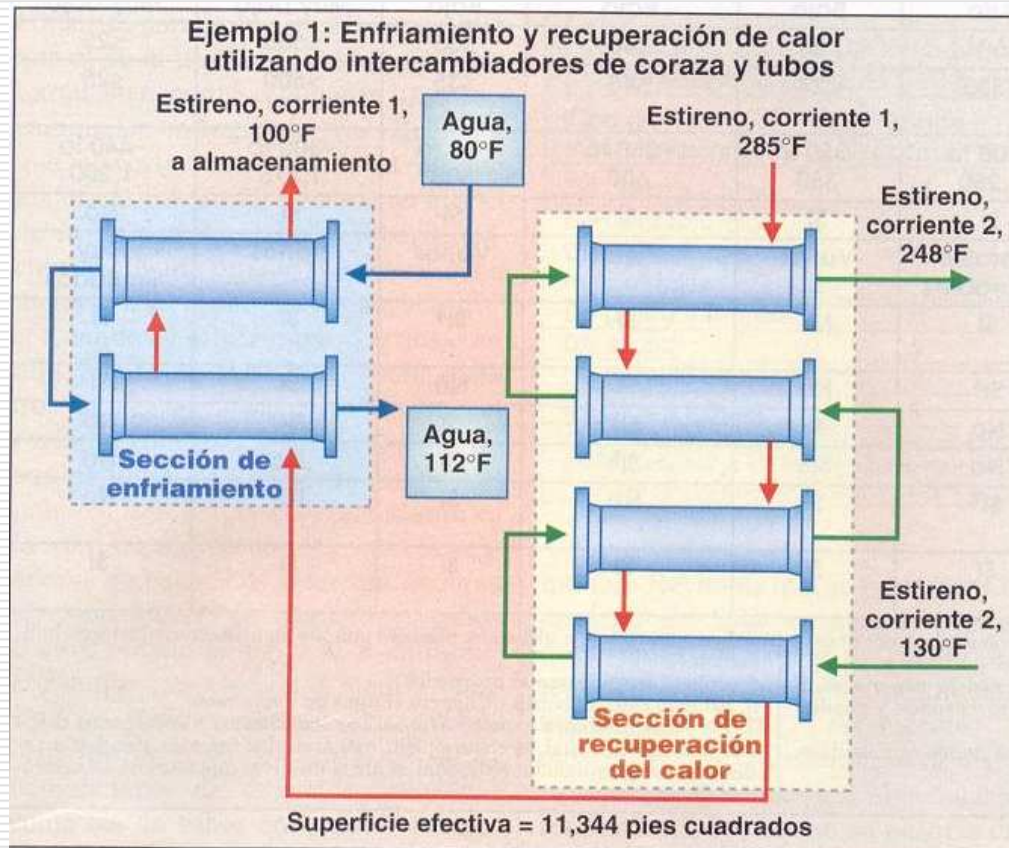 Ejemplo 1: Enfriamiento y recuperación de calor
utilizando intercambiadores de coraza y tubos
Estireno, corriente 1,
100°F
a almacenamiento
Agua,
80°F
Estireno, corriente 1,
285°F
Estireno,
corriente 2,
248°F
Sección de
enfriamiento
Agua,
112°F
Estireno,
corriente 2,
130°F
Sección de
recuperación
del calor
Superficie efectiva = 11,344 pies cuadrados